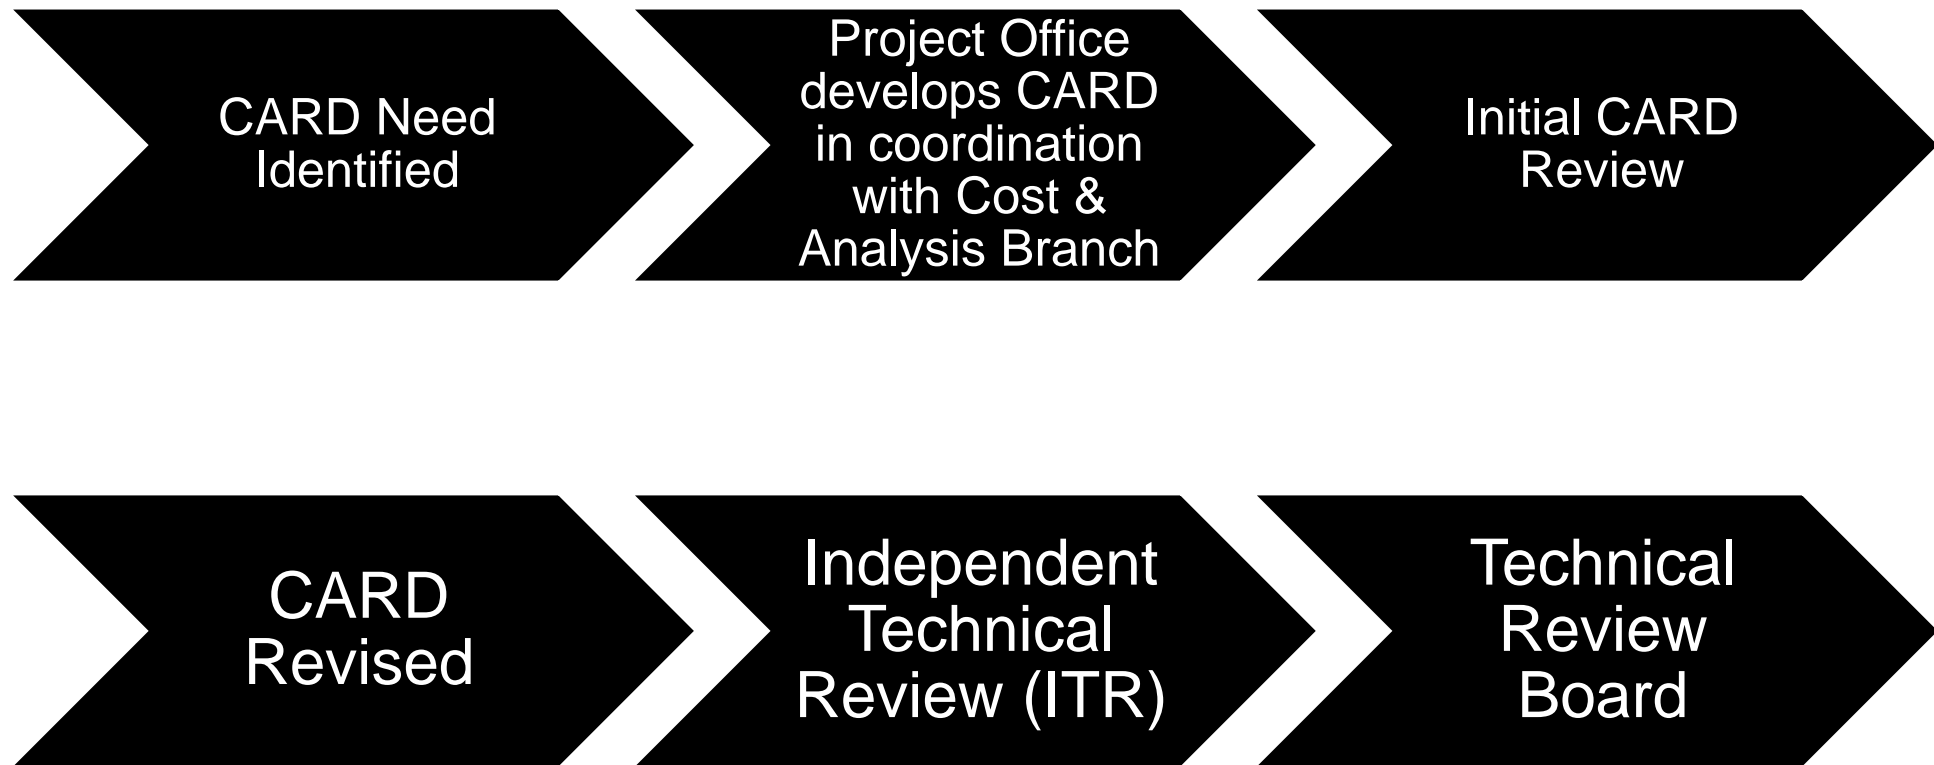 CARD Need
Identified
Project Office
develops CARD
in coordination
with Cost &
Analysis Branch
Initial CARD
Review
CARD
Revised
Independent
Technical
Review (ITR)
Technical
Review
Board